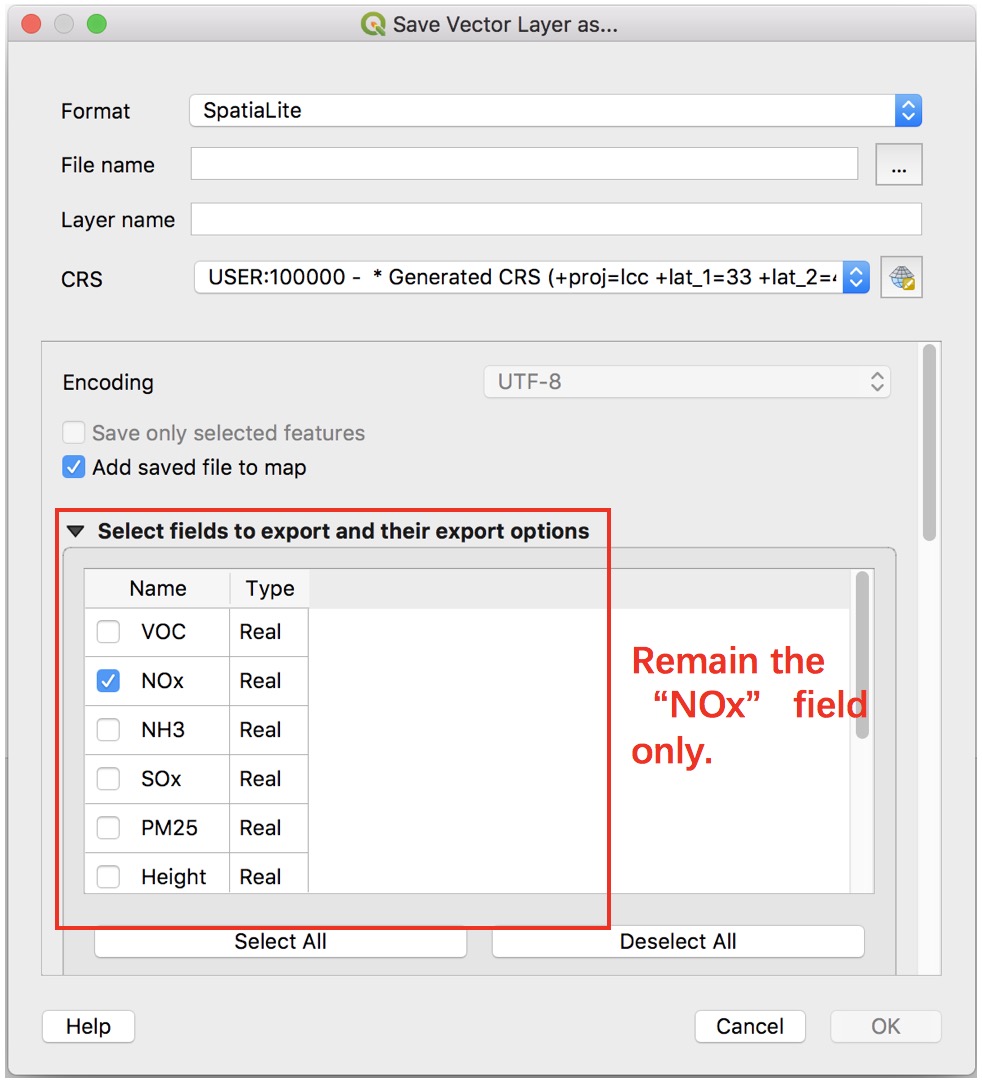 Save Vector Layer as...
Format
SpatiaLite
File name
...
Layer name
CRS
USER:100000 - * Generated CRS (+proj=lcc +lat_1=33 +lat_2=
Encoding
UTF-8
Save only selected features
Add saved file to map
Select fields to export and their export options
Name Type
VOC Real
NOx Real
NH3 Real
SOx Real
PM25 Real
Height Real
Remain the
“NOx” field
only.
Select All Deselect All
Help Cancel OK